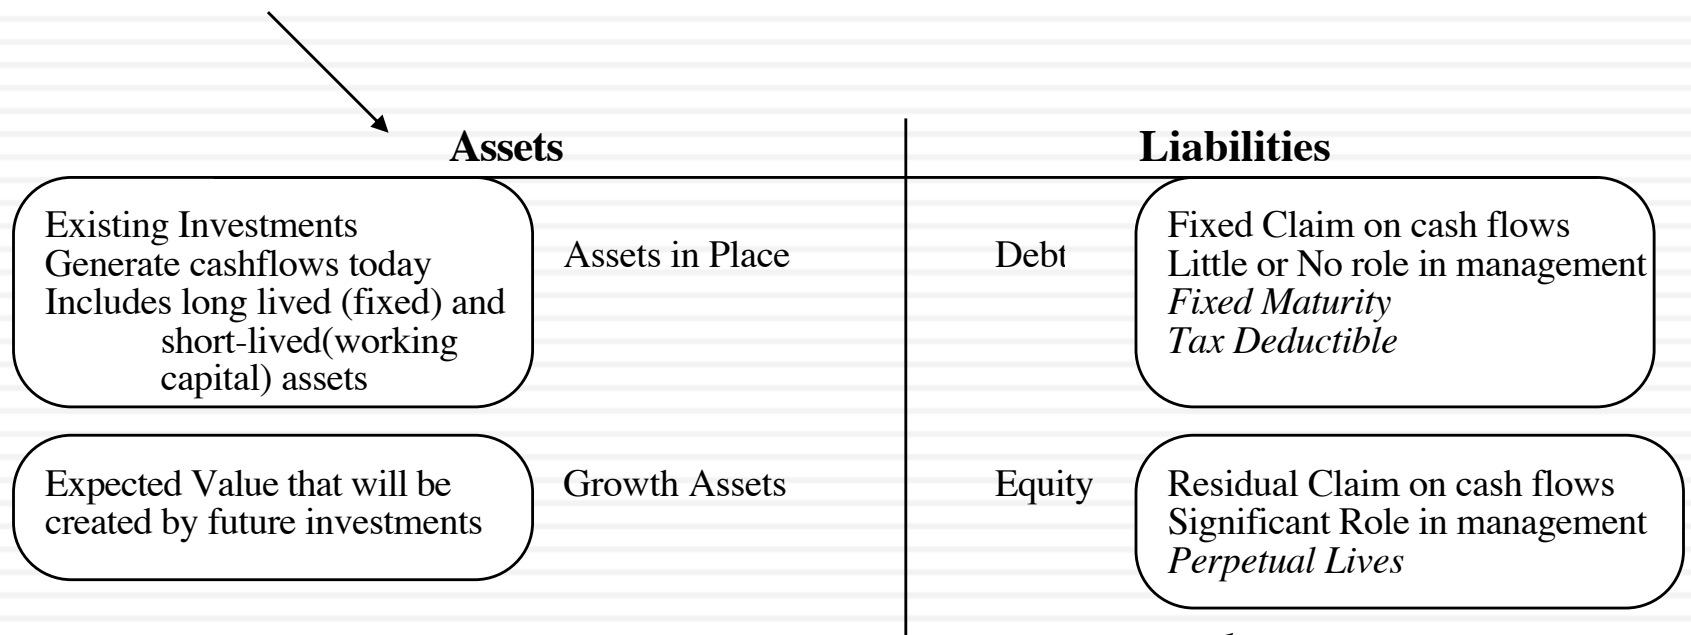 Assets
Liabilities
Existing Investments
Generate cashflows today
Includes long lived (fixed) and
short-lived(working
capital) assets
Assets in Place
Debt
Fixed Claim on cash flows
Little or No role in management
Fixed Maturity
Tax Deductible
Expected Value that will be
created by future investments
Growth Assets
Equity
Residual Claim on cash flows
Significant Role in management
Perpetual Lives